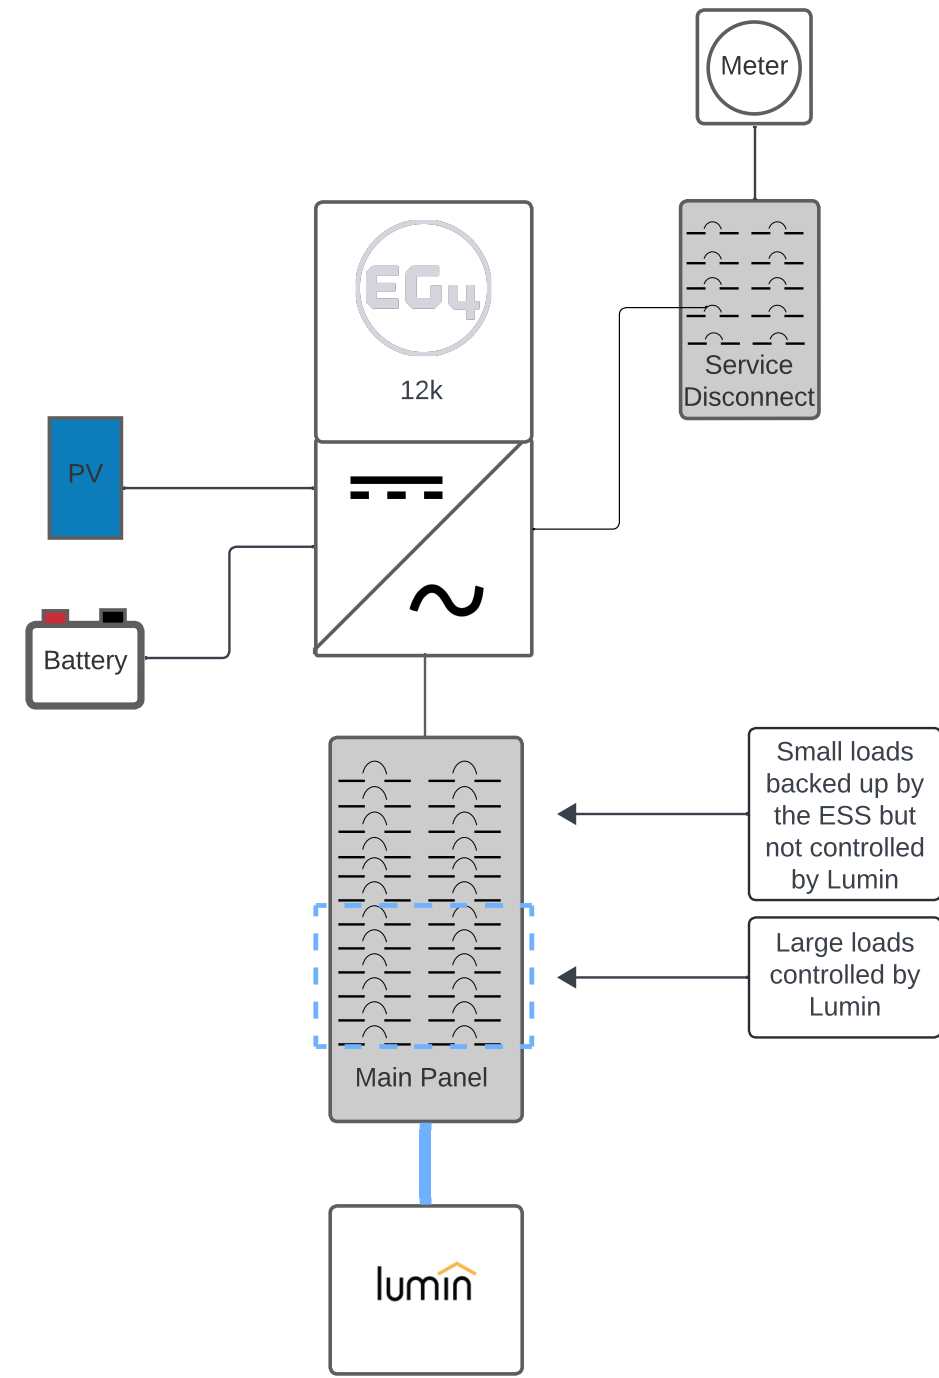 Meter
EG4
12k
Service
Disconnect
PV
Battery
Small loads
backed up by
the ESS but
not controlled
by Lumin
Large loads
controlled by
Lumin
Main Panel
lumin